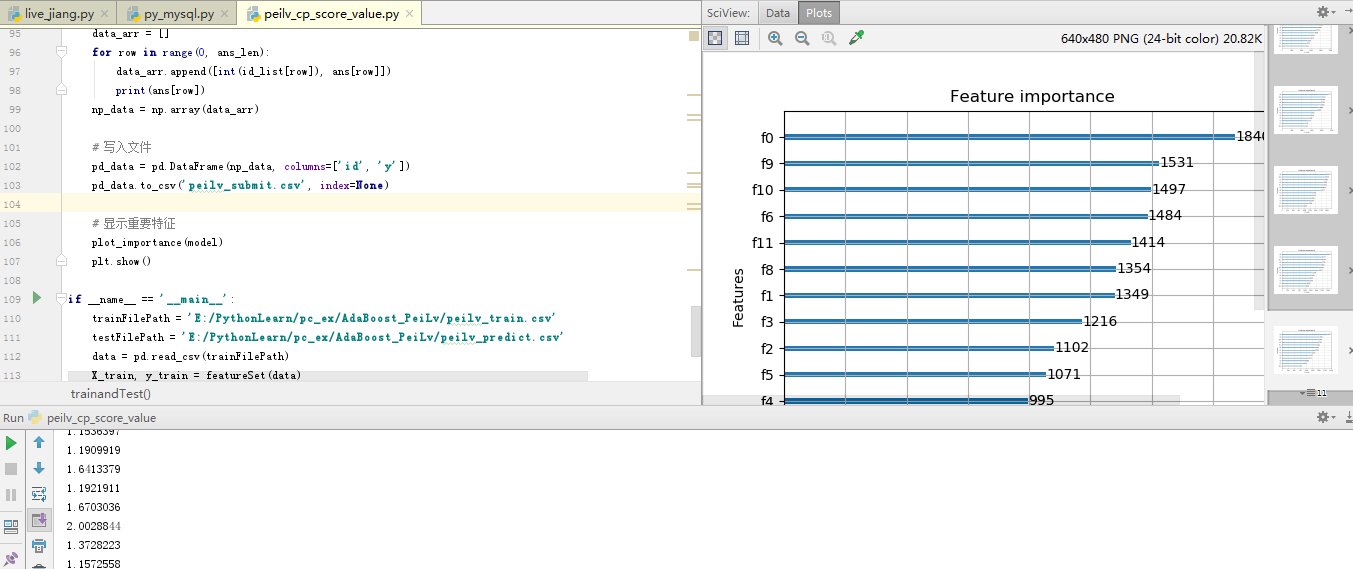 live_jiang.py
py_mysql.py
peilv_cp_score_value.py
95 data_arr = []
96 for row in range(0, ans_len):
97 data_arr.append([int(id_list[row]), ans[row]])
98 print(ans[row])
99 np_data = np.array(data_arr)
100
101 # 写入文件
102 pd_data = pd.DataFrame(np_data, columns=['id', 'y'])
103 pd_data.to_csv('peilv_submit.csv', index=None)
104
105 # 显示重要特征
106 plot_importance(model)
107 plt.show()
108
109 if __name__ == '__main__':
110 trainFilePath = 'E:/PythonLearn/pc_ex/AdaBoost_PeiLv/peilv_train.csv'
111 testFilePath = 'E:/PythonLearn/pc_ex/AdaBoost_PeiLv/peilv_predict.csv'
112 data = pd.read_csv(trainFilePath)
113 X_train, y_train = featureSet(data)
trainandTest()
SciView: Data Plots
640x480 PNG (24-bit color) 20.82K
Feature importance
Features
f0 1840
f9 1531
f10 1497
f6 1484
f11 1414
f8 1354
f1 1349
f3 1216
f2 1102
f5 1071
f4 995
11
Run peilv_cp_score_value
1.1536397
1.1909919
1.6413379
1.1921911
1.6703036
2.0028844
1.3728223
1.1572558